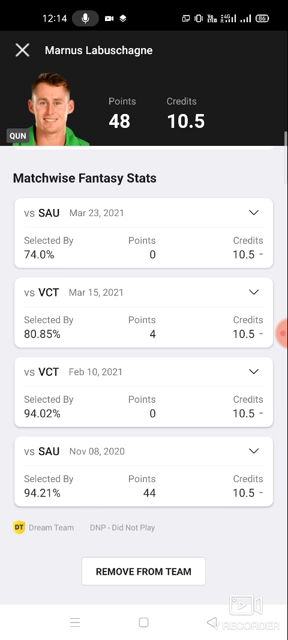 12:14
86
Marnus Labuschagne
Points Credits
48 10.5
QUN
Matchwise Fantasy Stats
vs SAU Mar 23, 2021
Selected By Points Credits
74.0% 0 10.5 -
vs VCT Mar 15, 2021
Selected By Points Credits
80.85% 4 10.5 -
vs VCT Feb 10, 2021
Selected By Points Credits
94.02% 0 10.5 -
vs SAU Nov 08, 2020
Selected By Points Credits
94.21% 44 10.5 -
DT Dream Team DNP - Did Not Play
REMOVE FROM TEAM
RECORDER